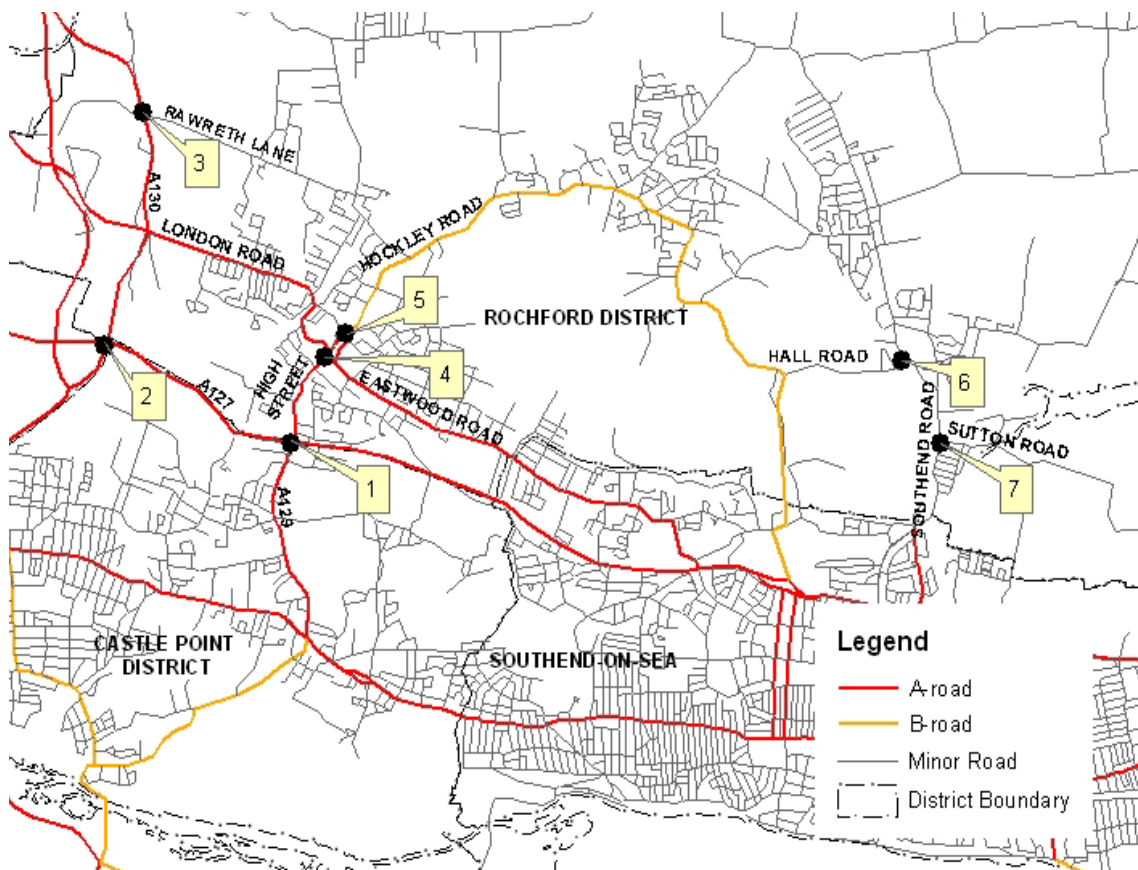 RAWRETH LANE
3
A130
LONDON ROAD
HOCKLEY ROAD
5
ROCHFORD DISTRICT
HALL ROAD
6
4
HIGH
STREET
EASTWOOD ROAD
2
A127
SOUTHEND ROAD
SUTTON ROAD
7
1
A129
CASTLE POINT
DISTRICT
SOUTHEND-ON-SEA
Legend
A-road
B-road
Minor Road
District Boundary